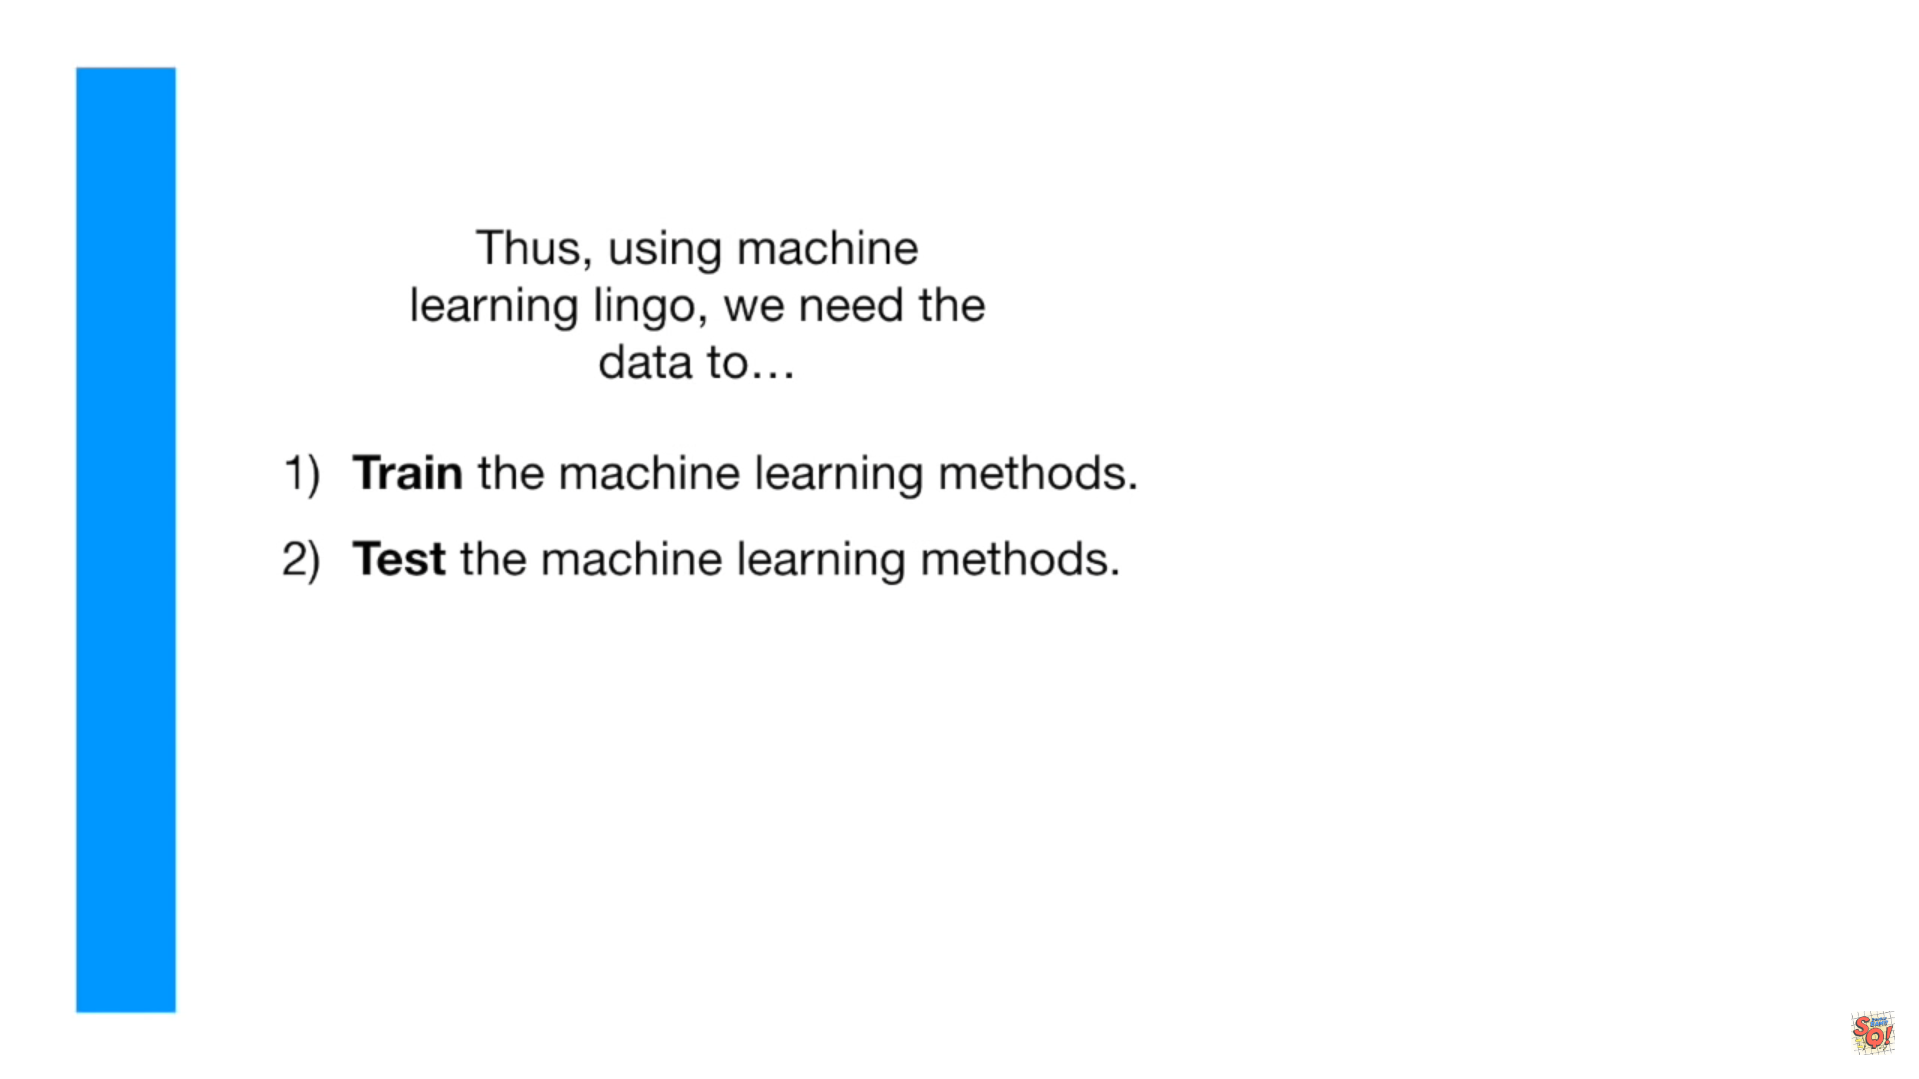 Thus, using machine
learning lingo, we need the
data to…
1) Train the machine learning methods.
2) Test the machine learning methods.
SQ!